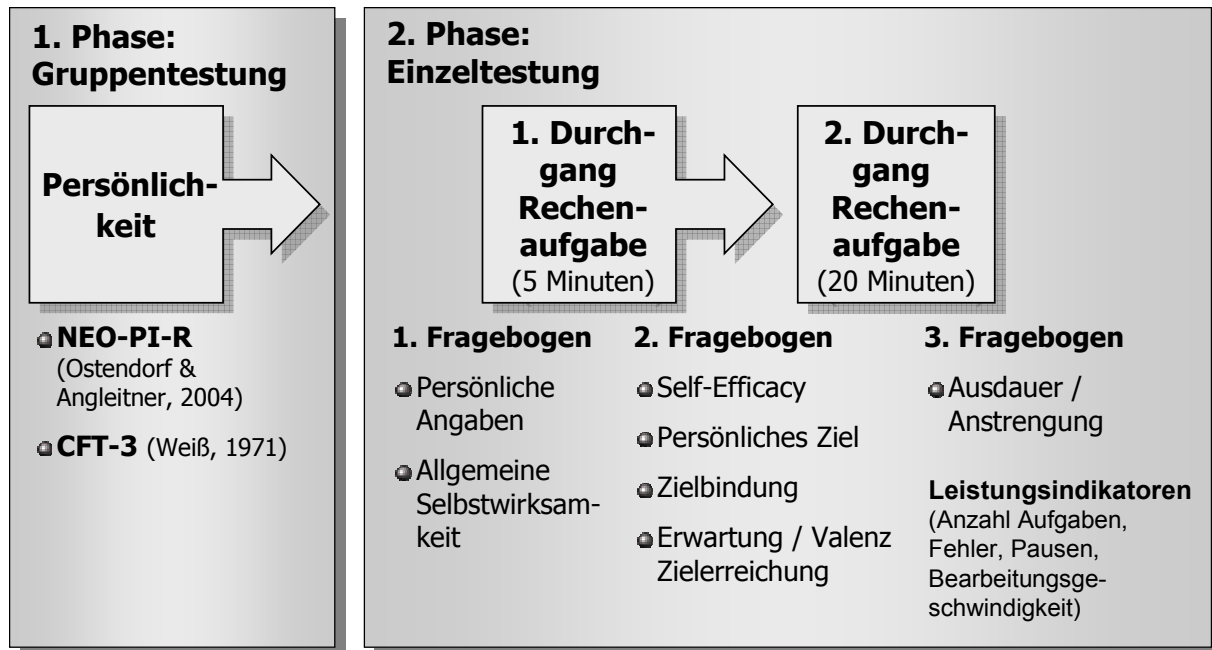 1. Phase:
Gruppentestung
Persönlich-
keit
NEO-PI-R
(Ostendorf &
Angleitner, 2004)
CFT-3 (Weiß, 1971)
2. Phase:
Einzeltestung
1. Durch-
gang
Rechen-
aufgabe
(5 Minuten)
2. Durch-
gang
Rechen-
aufgabe
(20 Minuten)
1. Fragebogen
Persönliche
Angaben
Allgemeine
Selbstwirksam-
keit
2. Fragebogen
Self-Efficacy
Persönliches Ziel
Zielbindung
Erwartung / Valenz
Zielerreichung
3. Fragebogen
Ausdauer /
Anstrengung
Leistungsindikatoren
(Anzahl Aufgaben,
Fehler, Pausen,
Bearbeitungsge-
schwindigkeit)